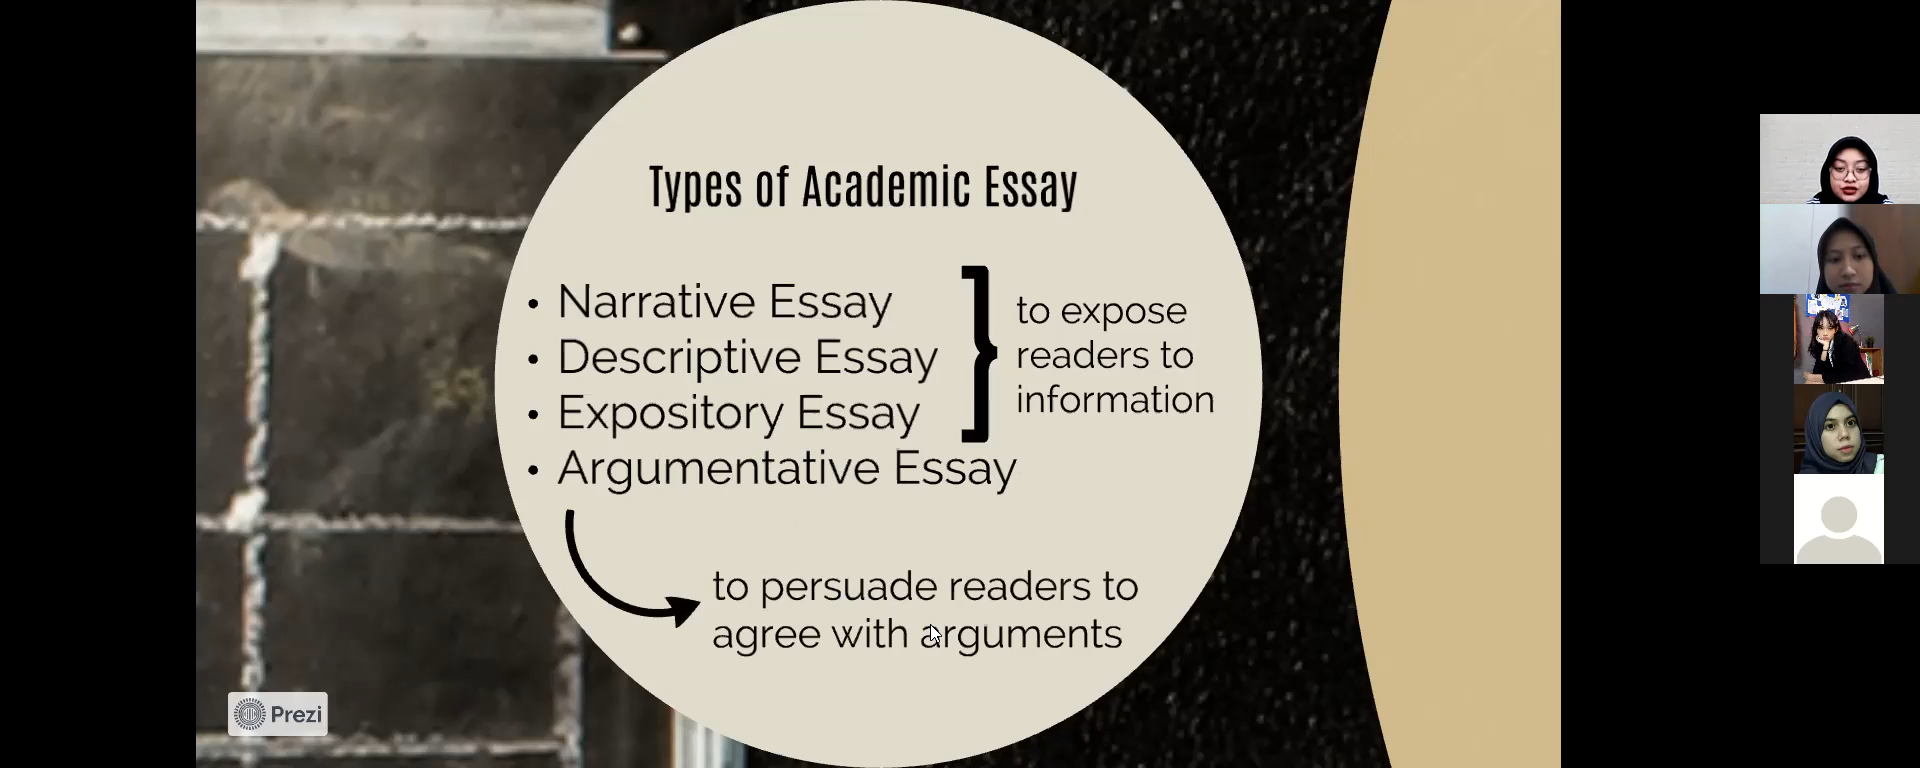 Types of Academic Essay
• Narrative Essay
• Descriptive Essay
• Expository Essay
• Argumentative Essay
to expose
readers to
information
to persuade readers to
agree with arguments
Prezi